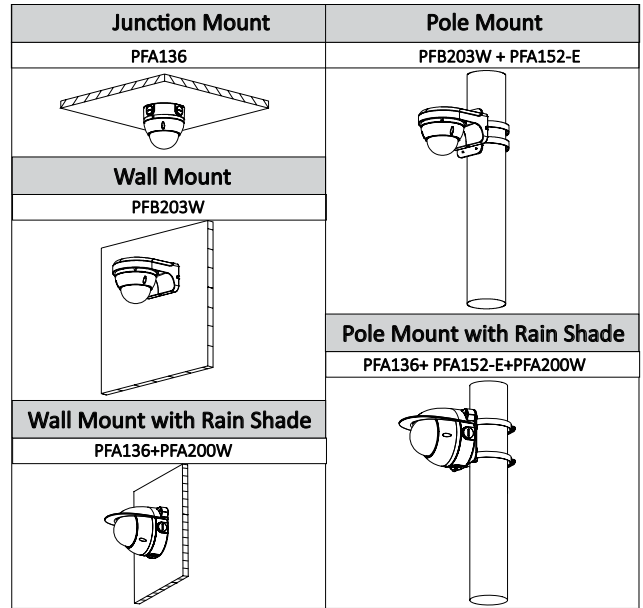 Junction Mount
PFA136
Wall Mount
PFB203W
Wall Mount with Rain Shade
PFA136+PFA200W
Pole Mount
PFB203W + PFA152-E
Pole Mount with Rain Shade
PFA136+ PFA152-E+PFA200W